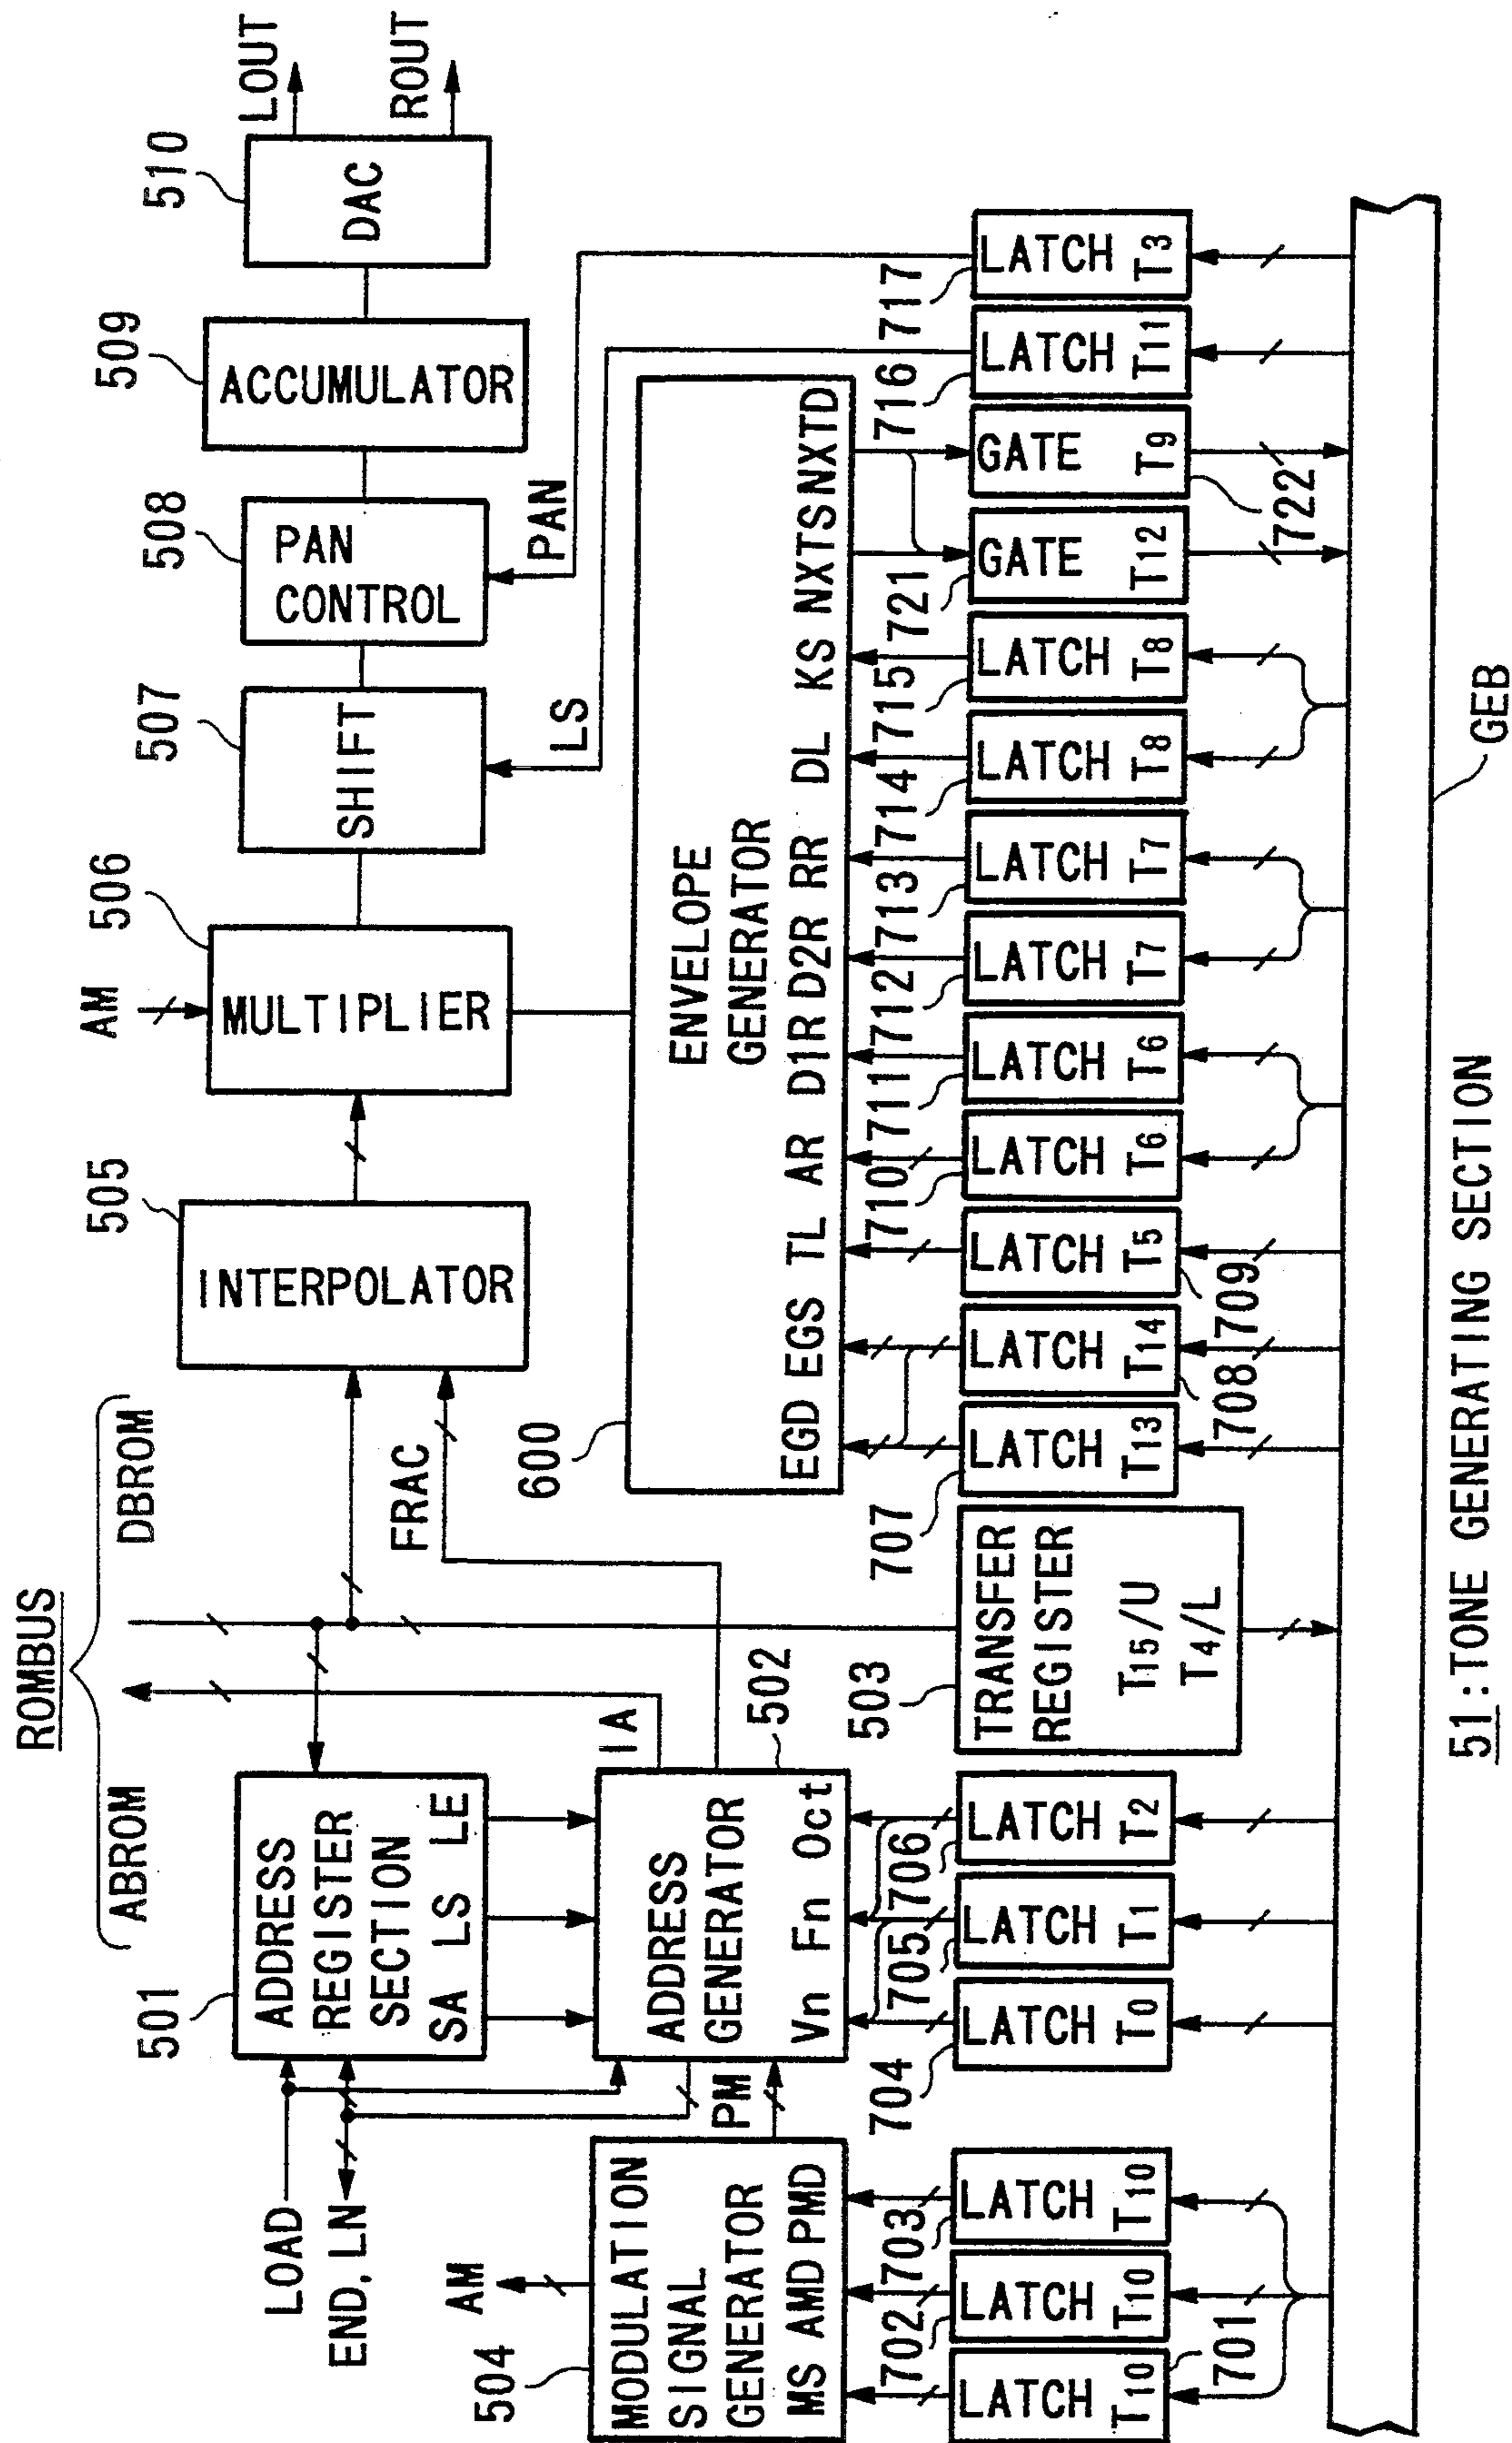 ROMBUS
ABROM
DBROM
LOAD
END, LN
501
ADDRESS
REGISTER
SECTION
SA LS LE
505
INTERPOLATOR
AM
506
MULTIPLIER
507
SHIFT
508
PAN
CONTROL
509
ACCUMULATOR
510
DAC
LOUT
ROUT
AM
504
MODULATION
SIGNAL
GENERATOR
MS AMD PMD
PM
IA
502
ADDRESS
GENERATOR
Vn Fn Oct
FRAC
600
ENVELOPE
GENERATOR
EGD EGS TL AR D1R D2R RR DL KS NXTS NXTD
LS
PAN
701
LATCH T10
702
LATCH T10
703
LATCH T10
704
LATCH T0
705
LATCH T1
706
LATCH T2
503
TRANSFER
REGISTER
T15/U
T4/L
707
LATCH T13
708
LATCH T14
709
LATCH T5
710
LATCH T6
711
LATCH T6
712
LATCH T7
713
LATCH T7
714
LATCH T8
715
LATCH T8
721
GATE T12
722
GATE T9
716
LATCH T11
717
LATCH T3
GEB
51:TONE GENERATING SECTION